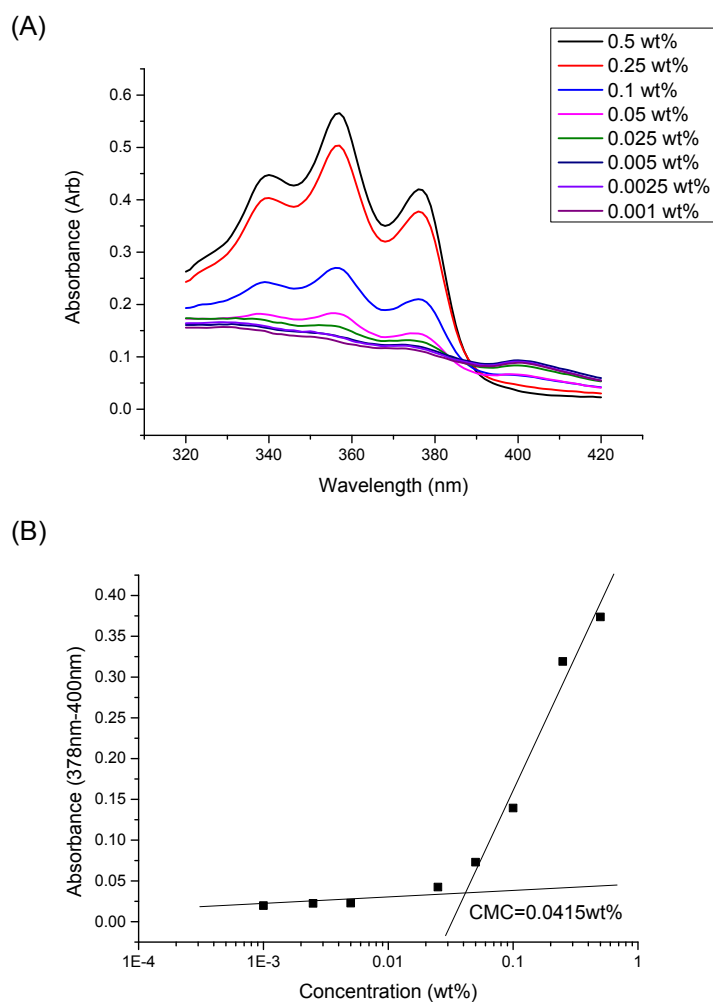 (A)
0.5 wt%
0.25 wt%
0.1 wt%
0.05 wt%
0.025 wt%
0.005 wt%
0.0025 wt%
0.001 wt%
0.6
0.5
0.4
0.3
0.2
0.1
0.0
Absorbance (Arb)
320 340 360 380 400 420
Wavelength (nm)
(B)
0.40
0.35
0.30
0.25
0.20
0.15
0.10
0.05
0.00
Absorbance (378nm-400nm)
CMC=0.0415wt%
1E-4 1E-3 0.01 0.1 1
Concentration (wt%)